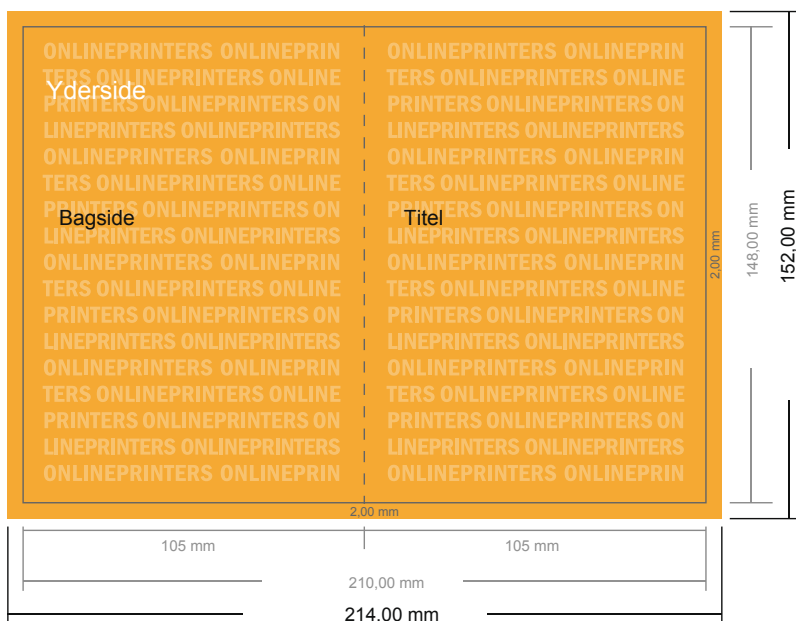 ONLINEPRINTERS ONLINEPRIN
TERS ONLINEPRINTERS ONLINE
Yderside
PRINTERS ONLINEPRINTERS ON
LINEPRINTERS ONLINEPRINTERS
ONLINEPRINTERS ONLINEPRIN
TERS ONLINEPRINTERS ONLINE
PRINTERS ONLINEPRINTERS ON
Bagside
LINEPRINTERS ONLINEPRINTERS
ONLINEPRINTERS ONLINEPRIN
TERS ONLINEPRINTERS ONLINE
PRINTERS ONLINEPRINTERS ON
LINEPRINTERS ONLINEPRINTERS
ONLINEPRINTERS ONLINEPRIN
TERS ONLINEPRINTERS ONLINE
PRINTERS ONLINEPRINTERS ON
LINEPRINTERS ONLINEPRINTERS
ONLINEPRINTERS ONLINEPRIN
ONLINEPRINTERS ONLINEPRIN
TERS ONLINEPRINTERS ONLINE
PRINTERS ONLINEPRINTERS ON
LINEPRINTERS ONLINEPRINTERS
ONLINEPRINTERS ONLINEPRIN
TERS ONLINEPRINTERS ONLINE
PRINTERS ONLINEPRINTERS ON
Titel
LINEPRINTERS ONLINEPRINTERS
ONLINEPRINTERS ONLINEPRIN
TERS ONLINEPRINTERS ONLINE
PRINTERS ONLINEPRINTERS ON
LINEPRINTERS ONLINEPRINTERS
ONLINEPRINTERS ONLINEPRIN
TERS ONLINEPRINTERS ONLINE
PRINTERS ONLINEPRINTERS ON
LINEPRINTERS ONLINEPRINTERS
ONLINEPRINTERS ONLINEPRIN
2,00 mm
148,00 mm
152,00 mm
2,00 mm
105 mm
105 mm
210,00 mm
214,00 mm